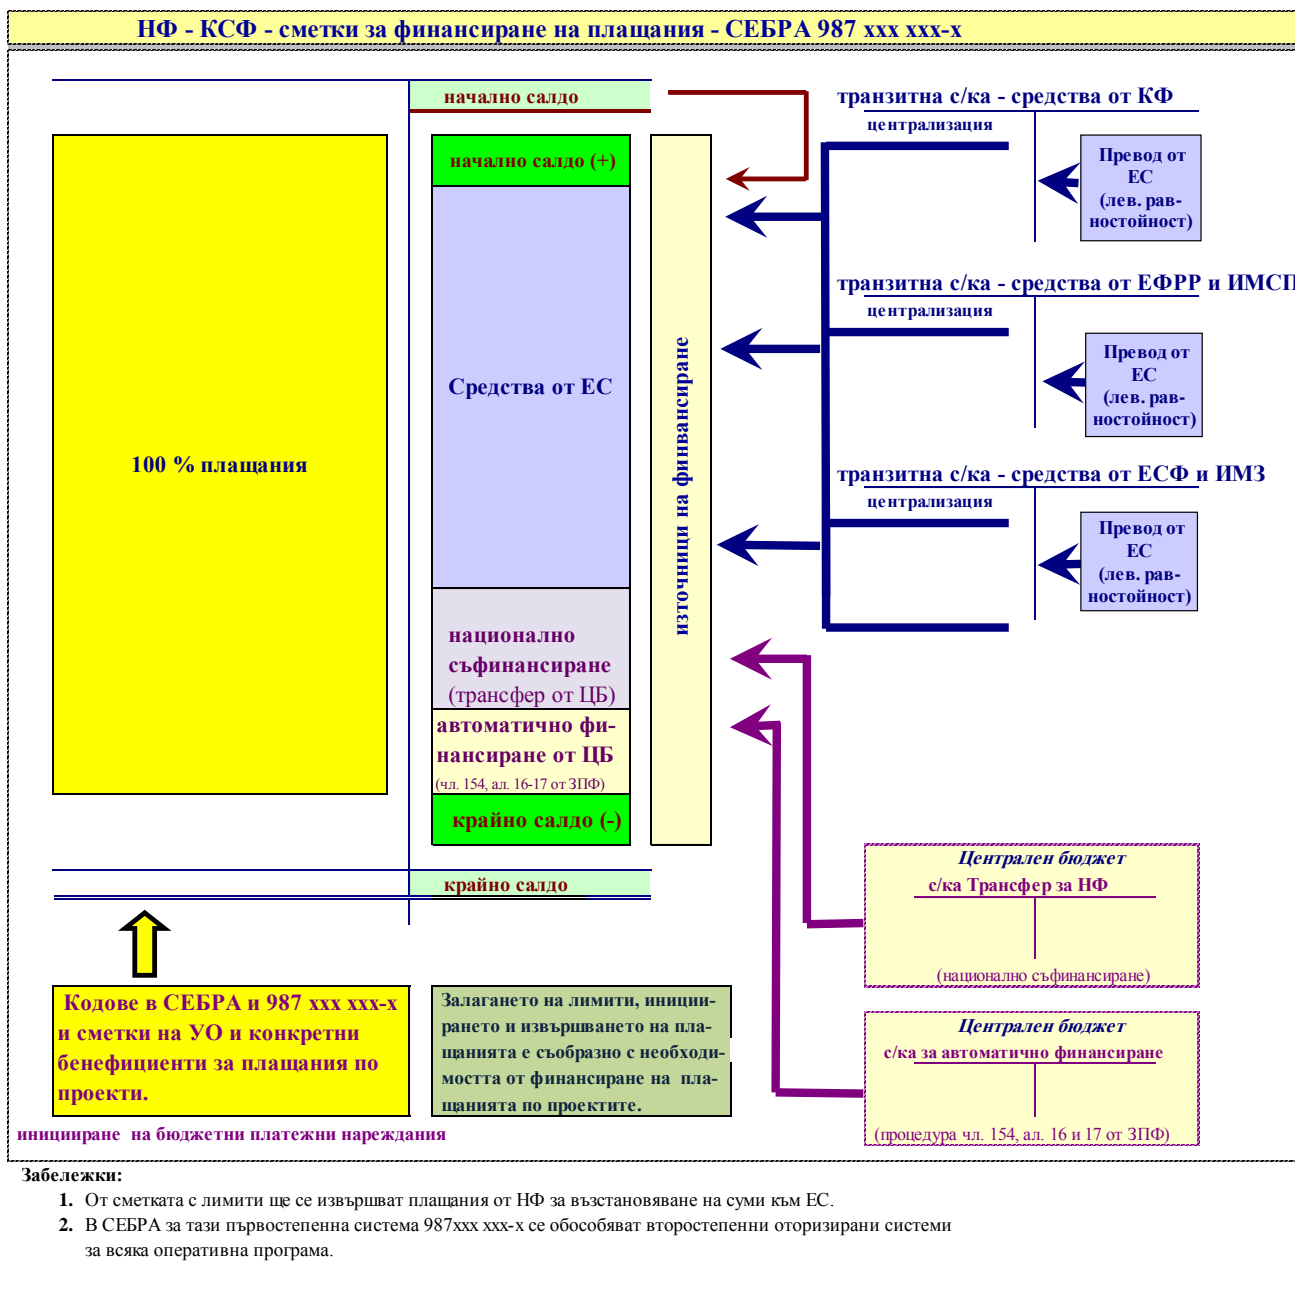 НФ - КСФ - сметки за финансиране на плащания - СЕБРА 987 xxx xxx-x
начално салдо
начално салдо (+)
100 % плащания
Средства от ЕС
национално
съфинансиране
(трансфер от ЦБ)
автоматично фи-
нансиране от ЦБ
(чл. 154, ал. 16-17 от ЗПФ)
крайно салдо (-)
крайно салдо
източници на финвансиране
транзитна с/ка - средства от КФ
централизация
Превод от
ЕС
(лев. рав-
ностойност)
транзитна с/ка - средства от ЕФРР и ИМСП
централизация
Превод от
ЕС
(лев. рав-
ностойност)
транзитна с/ка - средства от ЕСФ и ИМЗ
централизация
Превод от
ЕС
(лев. рав-
ностойност)
Централен бюджет
с/ка Трансфер за НФ
(национално съфинансиране)
Централен бюджет
с/ка за автоматично финансиране
(процедура чл. 154, ал. 16 и 17 от ЗПФ)
Кодове в СЕБРА и 987 xxx xxx-x
и сметки на УО и конкретни
бенефициенти за плащания по
проекти.
Залагането на лимити, иници-
рането и извършването на пла-
щанията е съобразно с необходи-
мостта от финансиране на пла-
щанията по проектите.
иницииране на бюджетни платежни нареждания
Забележки:
1. От сметката с лимити ще се извършват плащания от НФ за възстановяване на суми към ЕС.
2. В СЕБРА за тази първостепенна система 987xxx xxx-x се обособяват второстепенни оторизирани системи
за всяка оперативна програма.